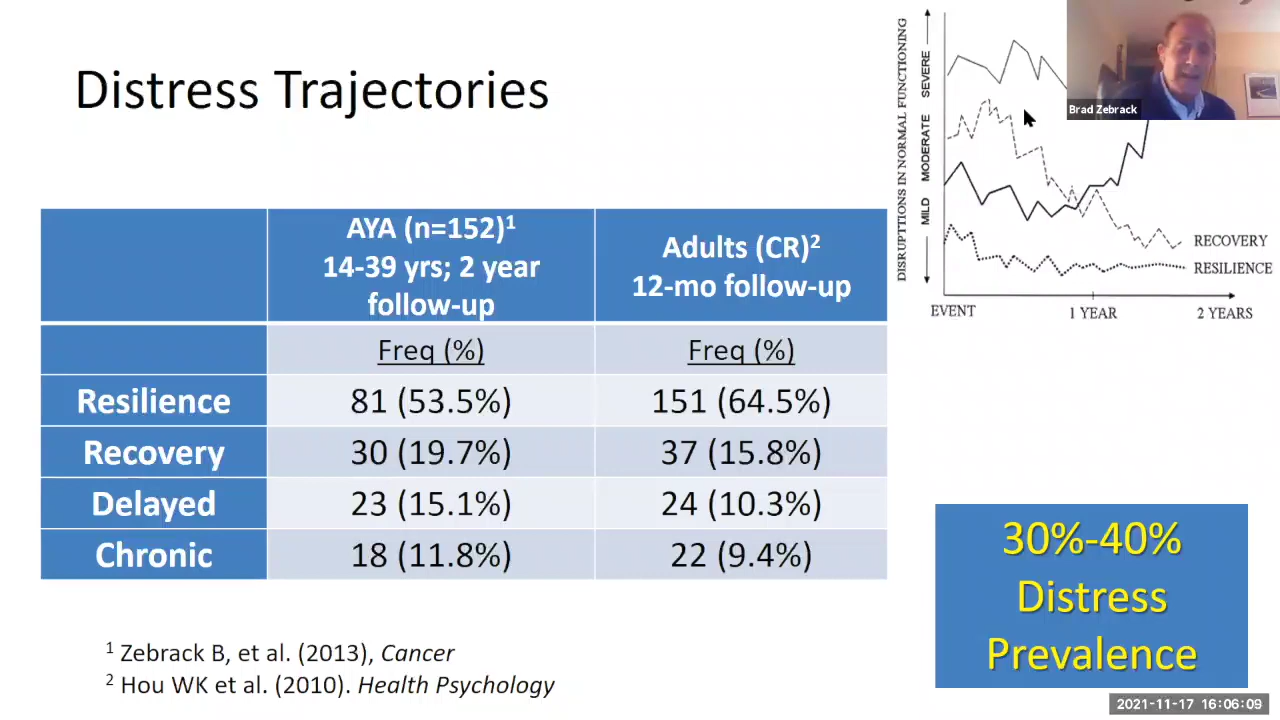 Distress Trajectories
AYA (n=152)¹
14-39 yrs; 2 year
follow-up
Adults (CR)²
12-mo follow-up
Freq (%)
Freq (%)
Resilience
81 (53.5%)
151 (64.5%)
Recovery
30 (19.7%)
37 (15.8%)
Delayed
23 (15.1%)
24 (10.3%)
Chronic
18 (11.8%)
22 (9.4%)
¹ Zebrack B, et al. (2013), Cancer
² Hou WK et al. (2010). Health Psychology
DISRUPTIONS IN NORMAL FUNCTIONING
SEVERE
MODERATE
MILD
RECOVERY
RESILIENCE
EVENT
1 YEAR
2 YEARS
Brad Zebrack
30%-40%
Distress
Prevalence
2021-11-17 16:06:09